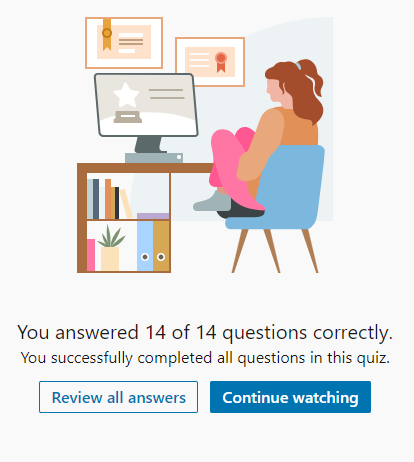 You answered 14 of 14 questions correctly.
You successfully completed all questions in this quiz.
Review all answers
Continue watching